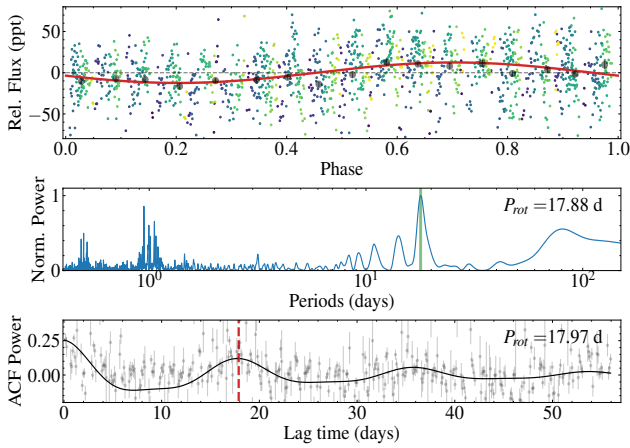 Rel. Flux (ppt)
50
0
−50
0.0 0.2 0.4 0.6 0.8 1.0
Phase
Norm. Power
1
0
P_rot =17.88 d
10^0 10^1 10^2
Periods (days)
ACF Power
0.25
0.00
P_rot =17.97 d
0 10 20 30 40 50
Lag time (days)